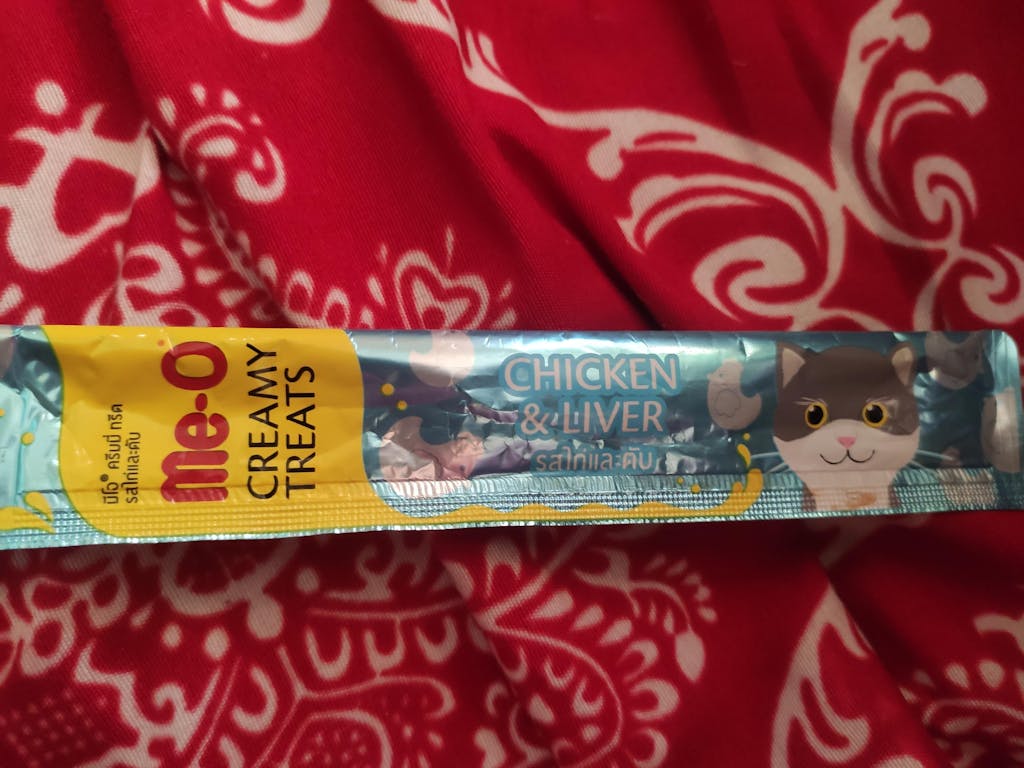 มีโอ® ครีมมี่ ทรีต
รสไก่และตับ
me-O
CREAMY
TREATS
CHICKEN
& LIVER
รสไก่และตับ